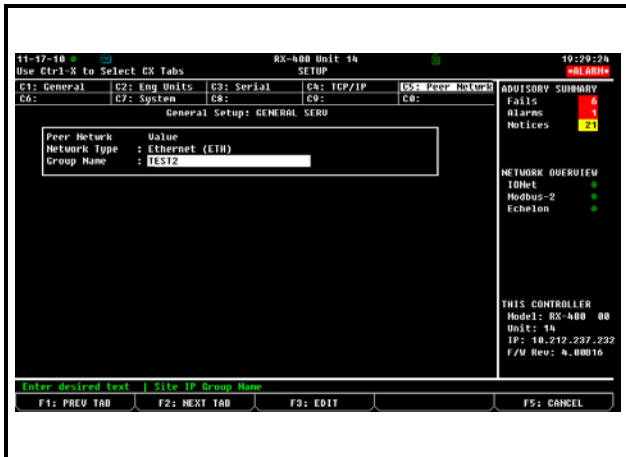 11-17-10 RX-400 Unit 14 19:29:24
Use Ctrl-X to Select CX Tabs SETUP *ALARM*
C1: General C2: Eng Units C3: Serial C4: TCP/IP C5: Peer Netwrk
C6: C7: System C8: C9: C0:
General Setup: GENERAL SERV
Peer Netwrk Value
Network Type : Ethernet (ETH)
Group Name : TEST2
ADVISORY SUMMARY
Fails 6
Alarms 1
Notices 21
NETWORK OVERVIEW
IONet
Modbus-2
Echelon
THIS CONTROLLER
Model: RX-400 00
Unit: 14
IP: 10.212.237.232
F/W Rev: 4.00B16
Enter desired text | Site IP Group Name
F1: PREV TAB F2: NEXT TAB F3: EDIT F5: CANCEL